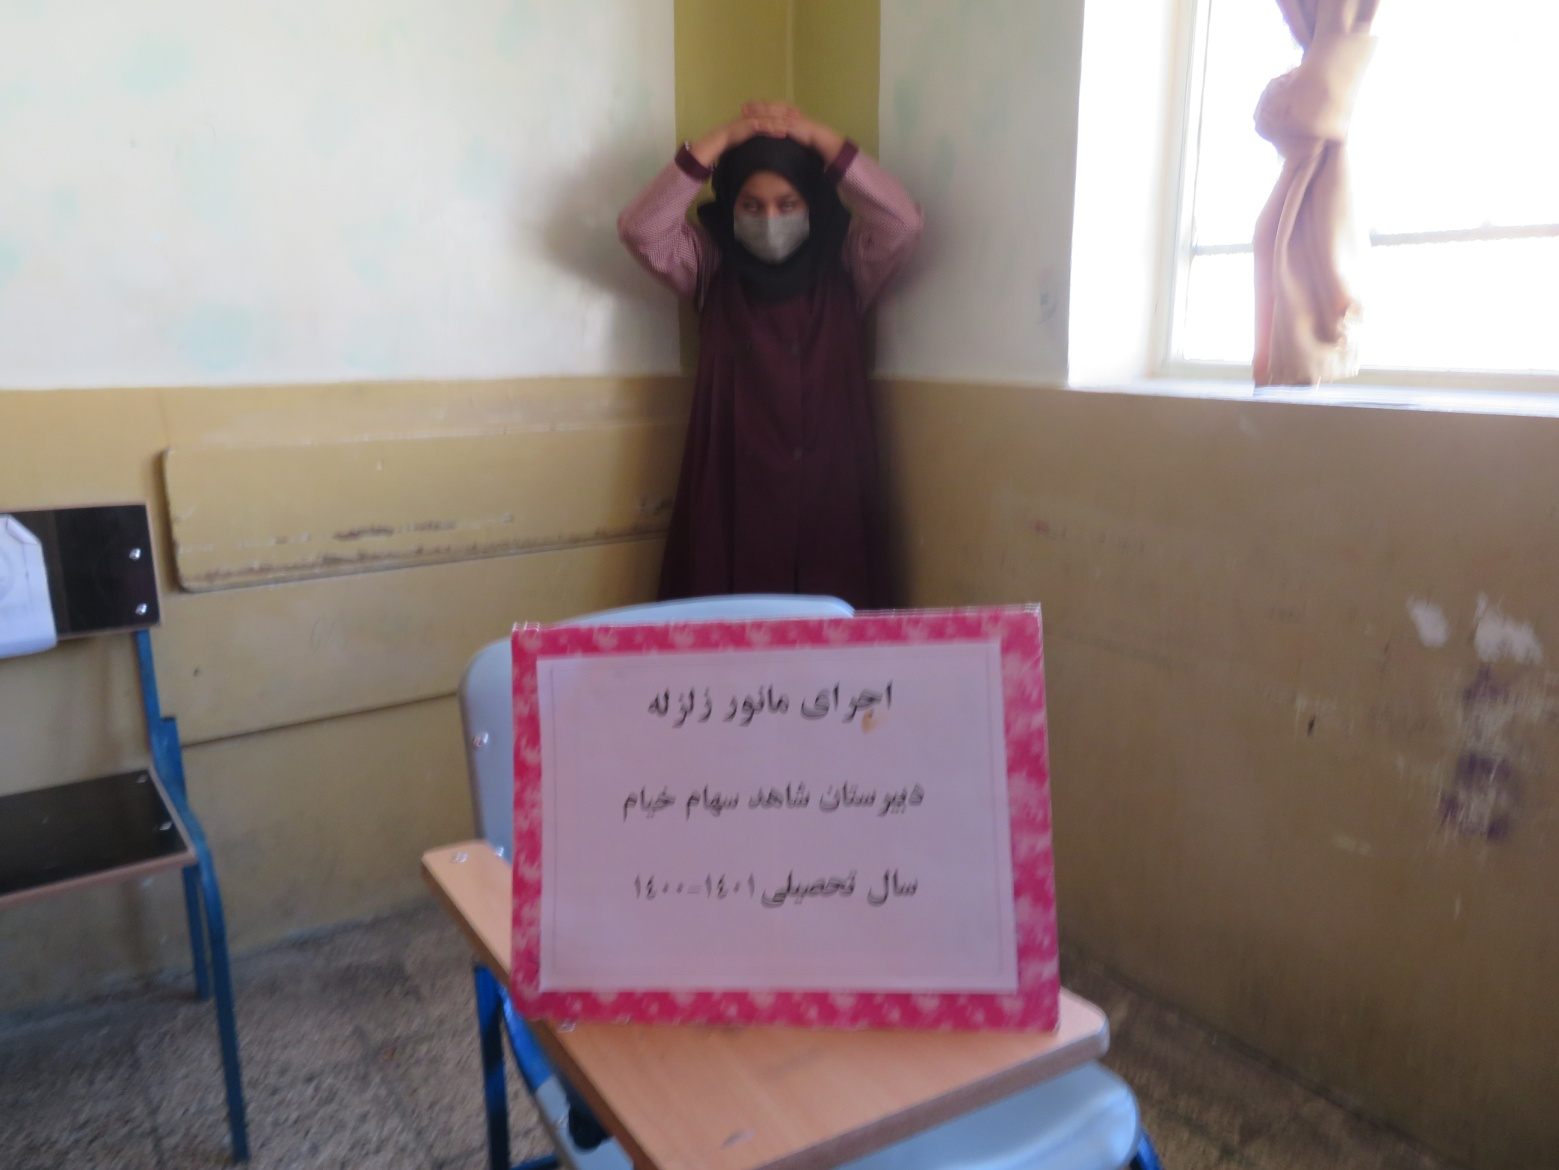 اجرای مانور زلزله
دبیرستان شاهد سهام خیام
سال تحصیلی ۱۴۰۱-۱۴۰۰